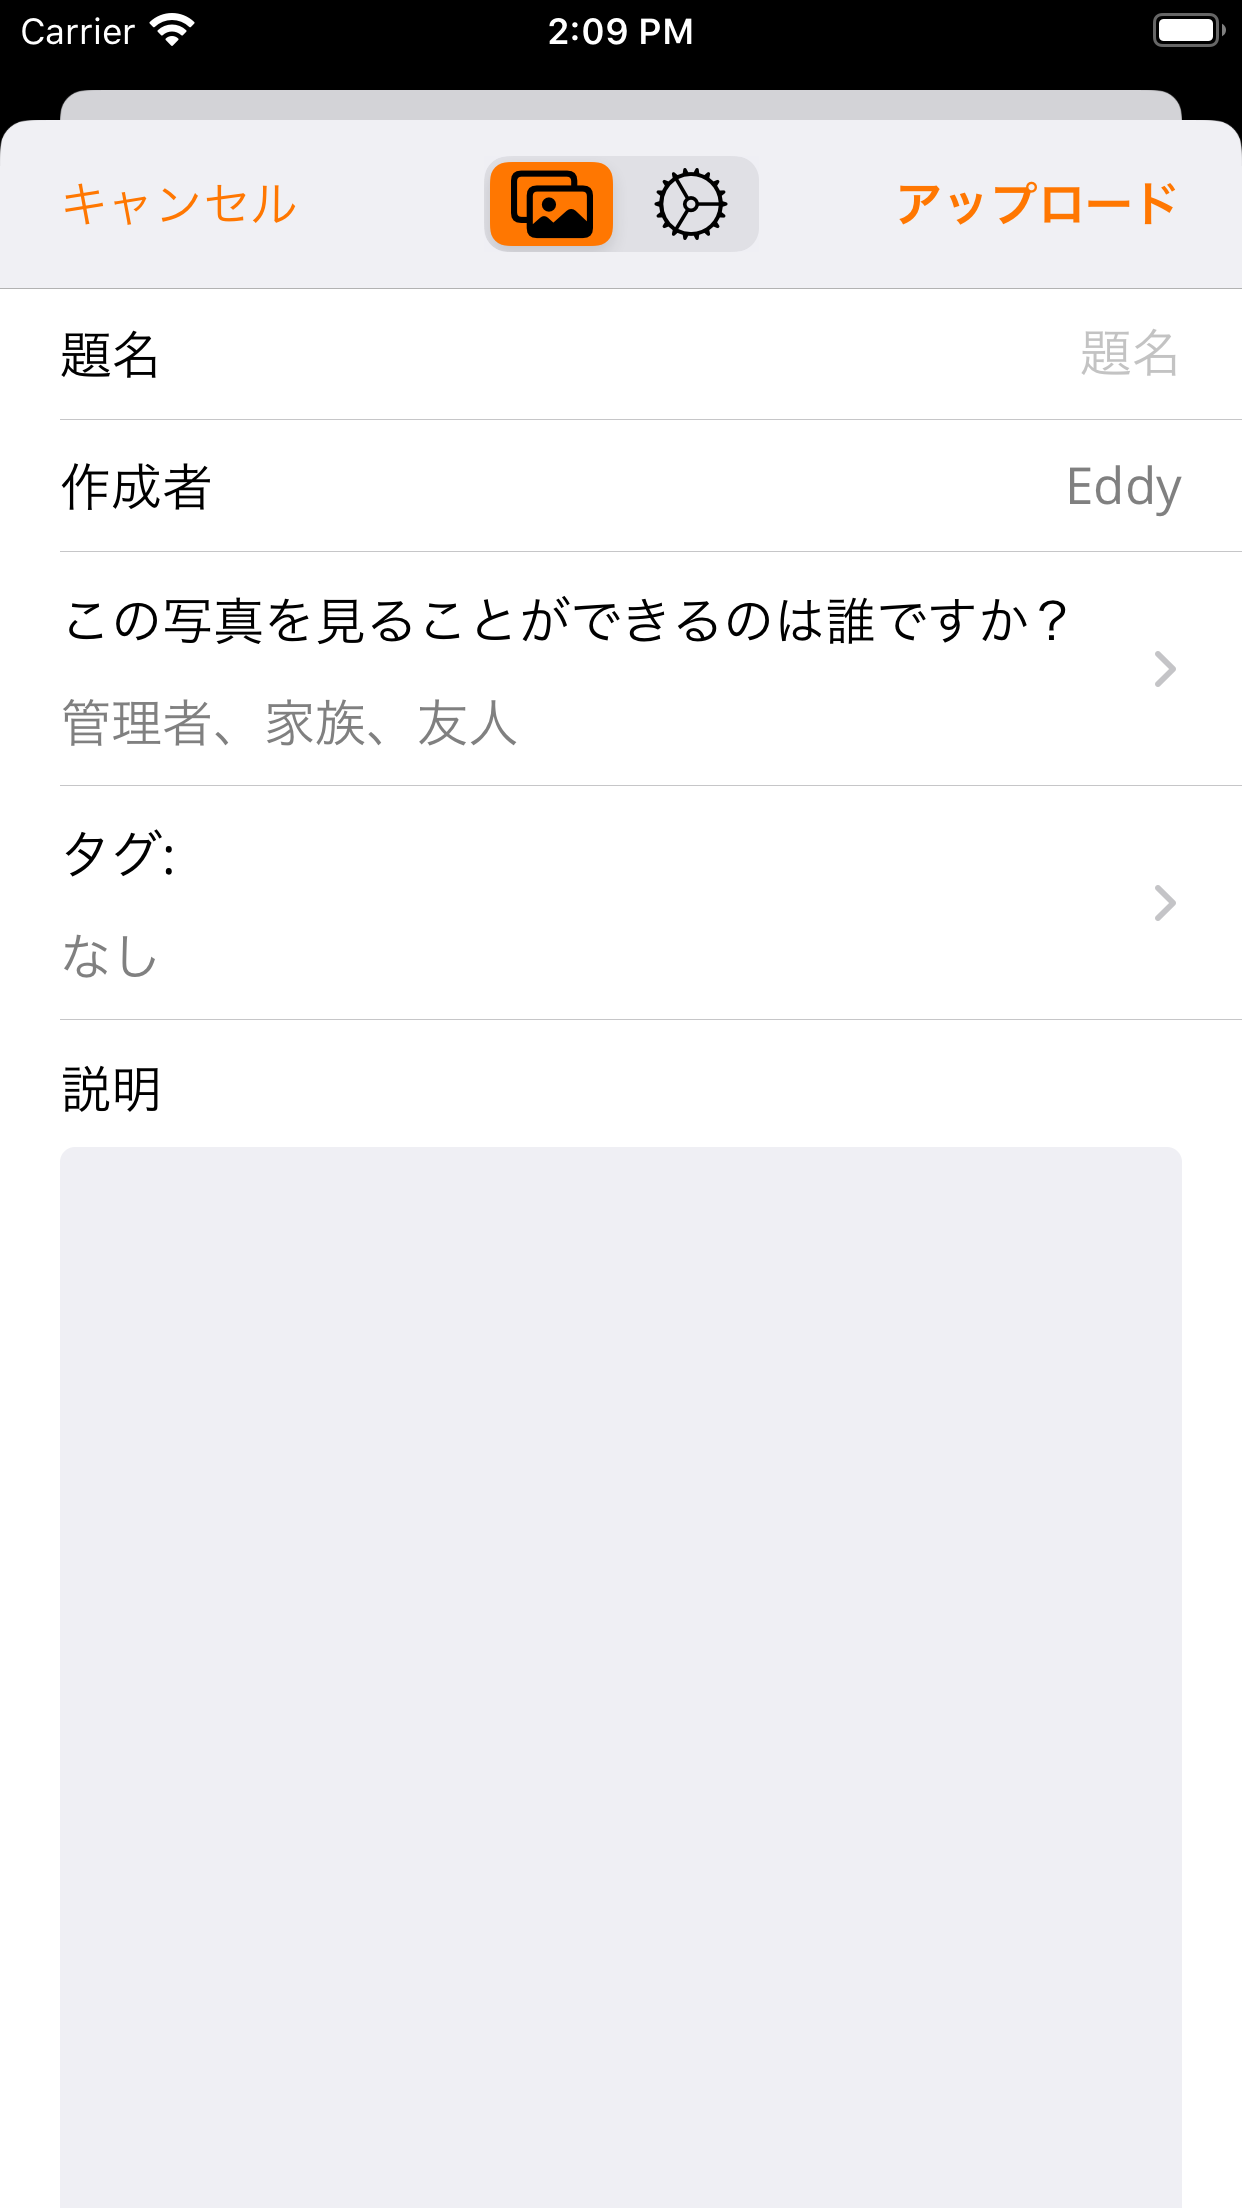 Carrier 2:09 PM
キャンセル アップロード
題名 題名
作成者 Eddy
この写真を見ることができるのは誰ですか？
管理者、家族、友人
タグ:
なし
説明